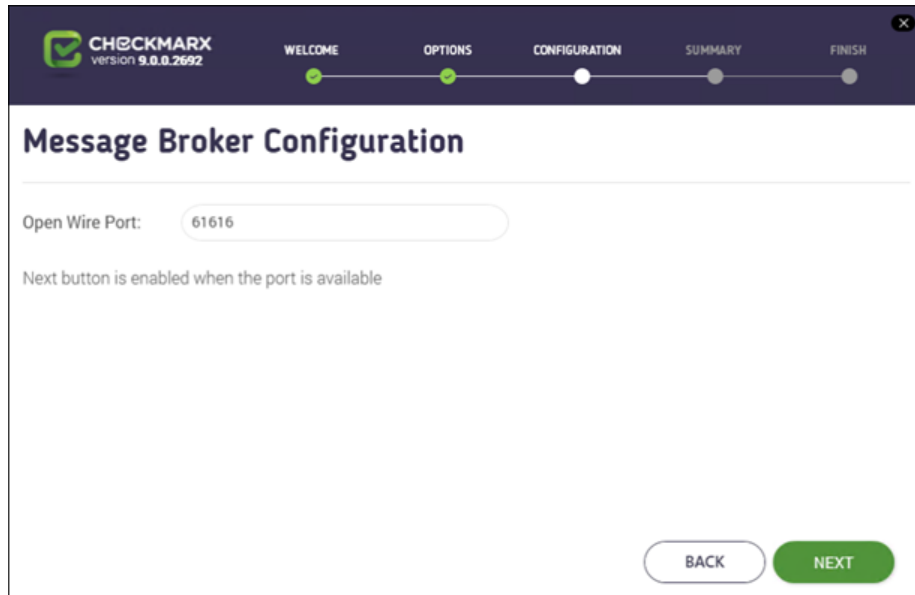 CHECKMARX
version 9.0.0.2692
WELCOME
OPTIONS
CONFIGURATION
SUMMARY
FINISH
Message Broker Configuration
Open Wire Port: 61616
Next button is enabled when the port is available
BACK
NEXT